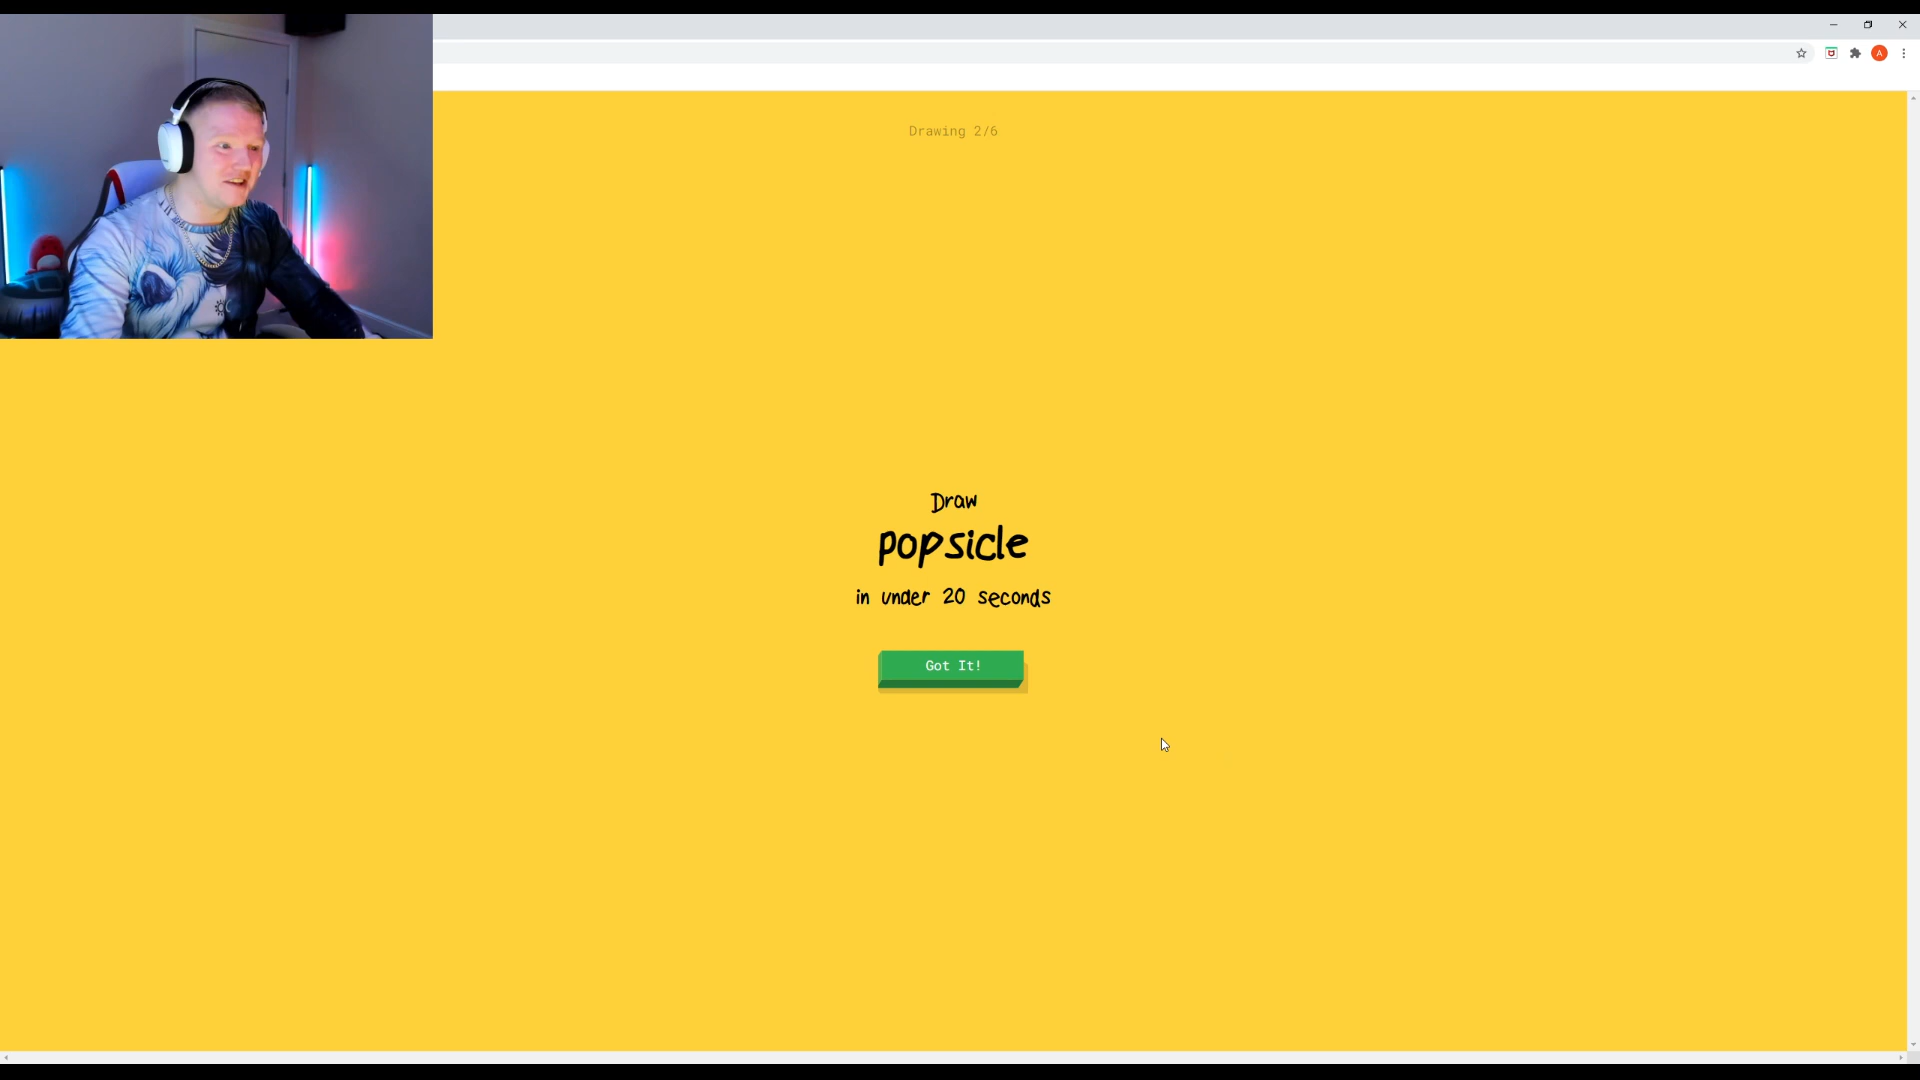 A
Drawing 2/6
Draw
popsicle
in under 20 seconds
Got It!